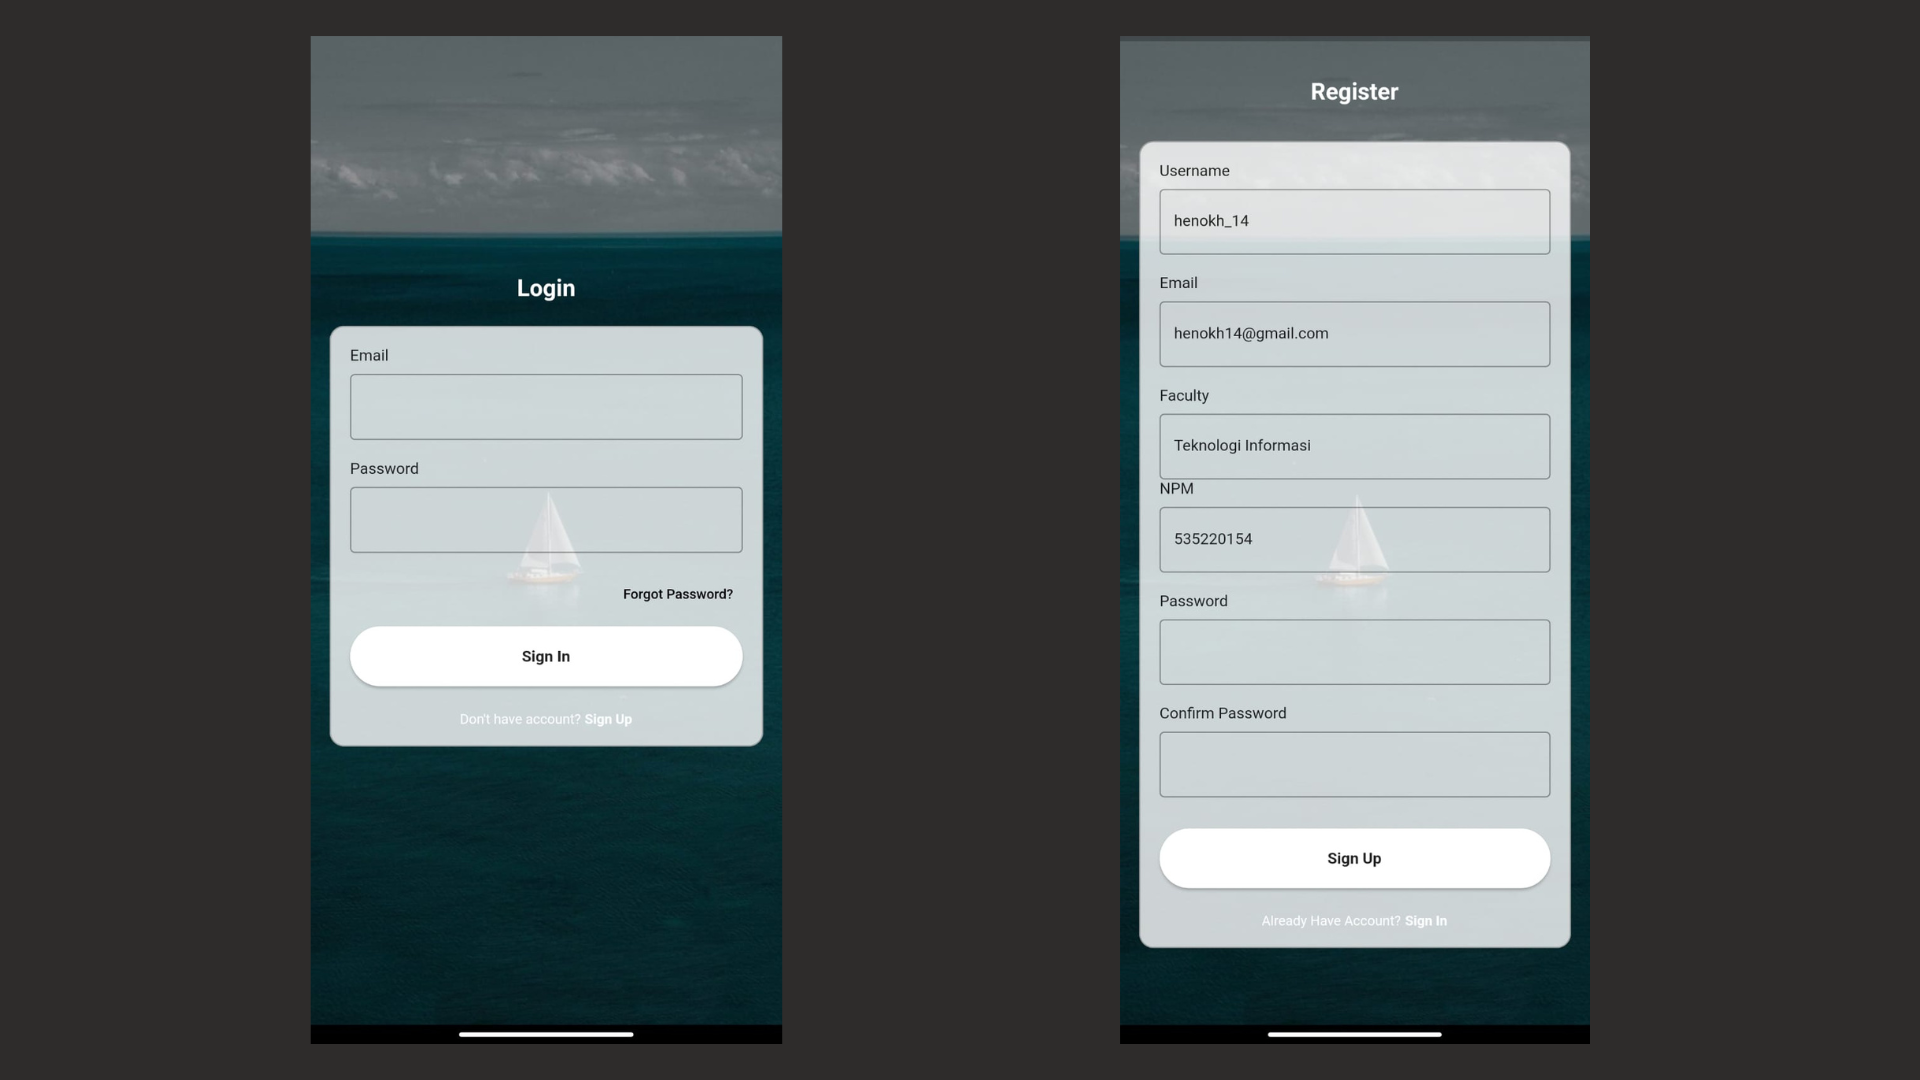 Login
Email
Password
Forgot Password?
Sign In
Don't have account? Sign Up
Register
Username
henokh_14
Email
henokh14@gmail.com
Faculty
Teknologi Informasi
NPM
535220154
Password
Confirm Password
Sign Up
Already Have Account? Sign In